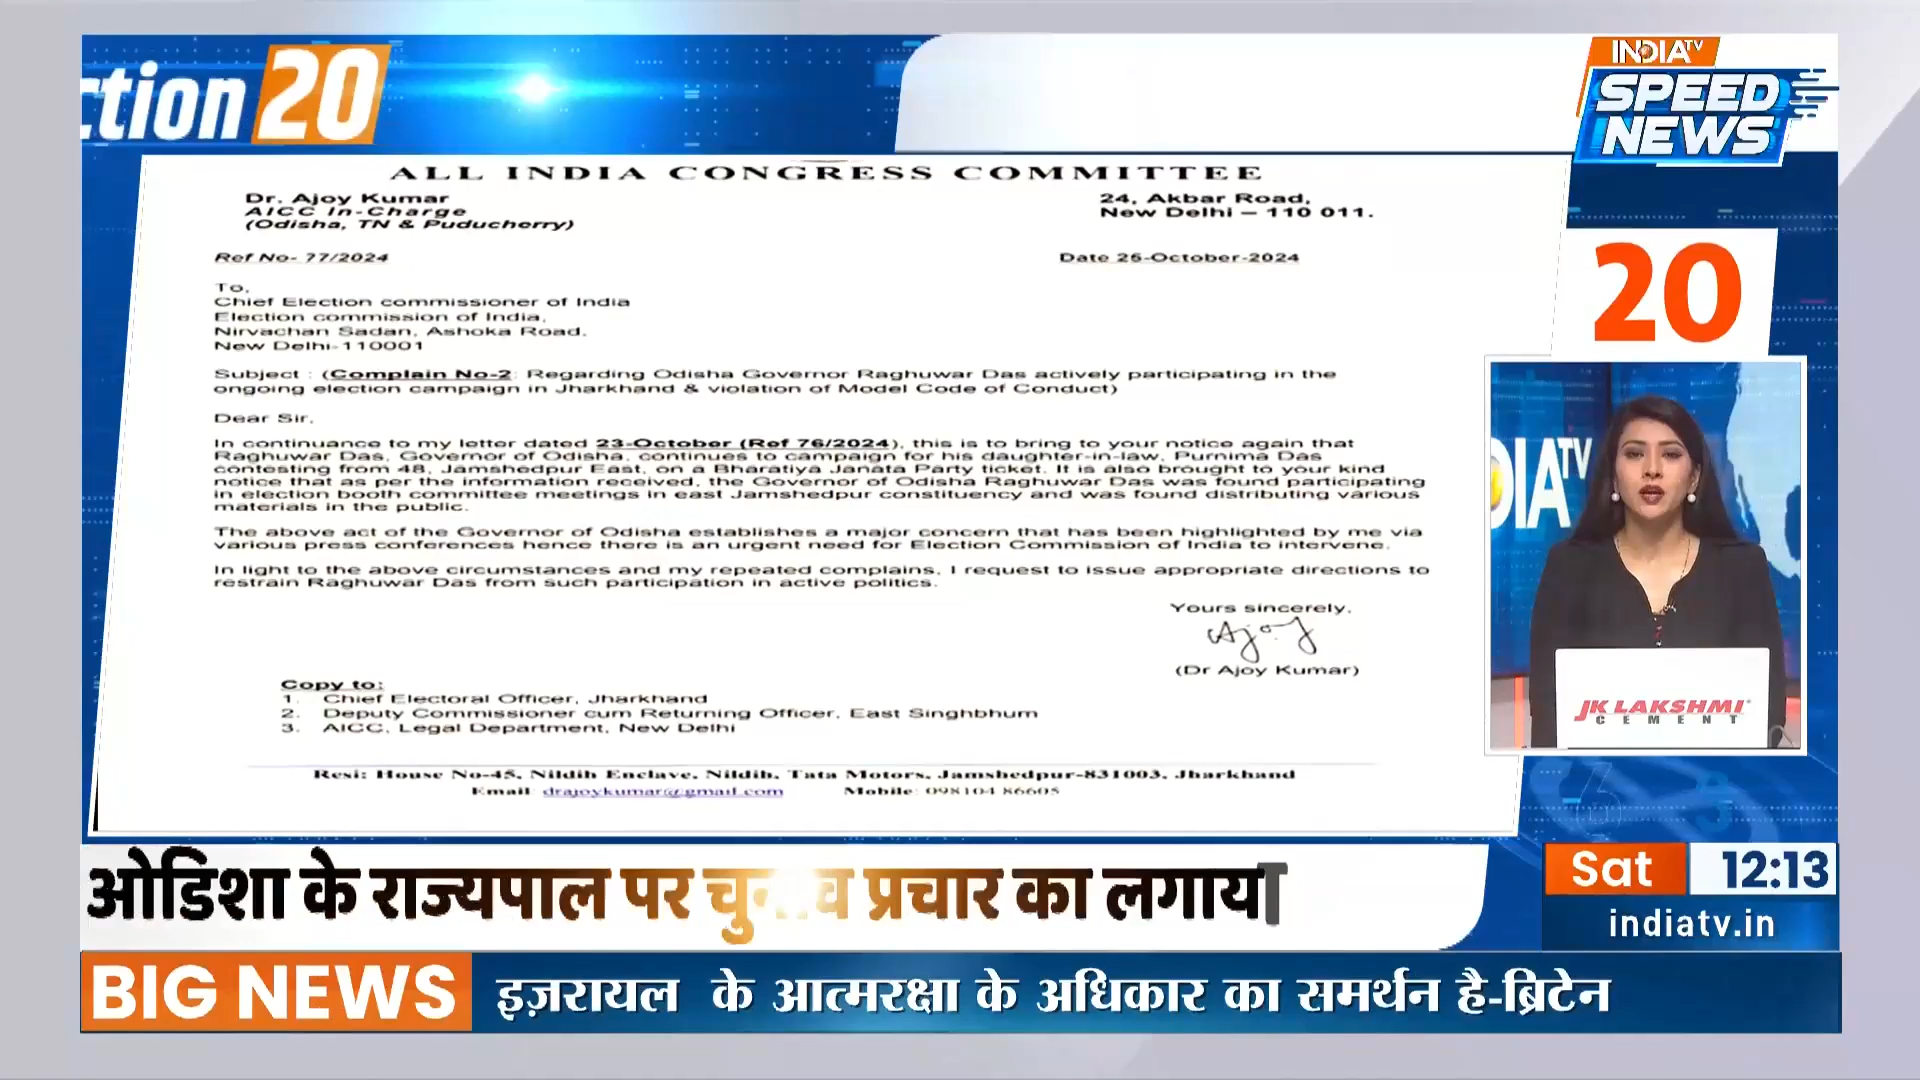 ction 20
INDIA TV
SPEED
NEWS
ALL INDIA CONGRESS COMMITTEE
Dr. Ajoy Kumar
AICC In-Charge
(Odisha, TN & Puducherry)
24, Akbar Road,
New Delhi – 110 011.
Ref No- 77/2024
Date 25-October-2024
To,
Chief Election commissioner of India
Election commission of India,
Nirvachan Sadan, Ashoka Road,
New Delhi-110001
Subject : (Complain No-2: Regarding Odisha Governor Raghuwar Das actively participating in the
ongoing election campaign in Jharkhand & violation of Model Code of Conduct)
Dear Sir,
In continuance to my letter dated 23-October (Ref 76/2024), this is to bring to your notice again that
Raghuwar Das, Governor of Odisha, continues to campaign for his daughter-in-law, Purnima Das
contesting from 48, Jamshedpur East, on a Bharatiya Janata Party ticket. It is also brought to your kind
notice that as per the information received, the Governor of Odisha Raghuwar Das was found participating
in election booth committee meetings in east Jamshedpur constituency and was found distributing various
materials in the public.
The above act of the Governor of Odisha establishes a major concern that has been highlighted by me via
various press conferences hence there is an urgent need for Election Commission of India to intervene.
In light to the above circumstances and my repeated complains, I request to issue appropriate directions to
restrain Raghuwar Das from such participation in active politics.
Yours sincerely,
Ajoy
(Dr Ajoy Kumar)
Copy to:
1. Chief Electoral Officer, Jharkhand
2. Deputy Commissioner cum Returning Officer, East Singhbhum
3. AICC, Legal Department, New Delhi
Resi: House No-45, Nildih Enclave, Nildih, Tata Motors, Jamshedpur-831003, Jharkhand
Email: drajoykumar@gmail.com Mobile: 098104 86605
20
DIA TV
JK LAKSHMI
CEMENT
ओडिशा के राज्यपाल पर चुनाव प्रचार का लगाया
Sat 12:13
indiatv.in
BIG NEWS इज़रायल के आत्मरक्षा के अधिकार का समर्थन है-ब्रिटेन